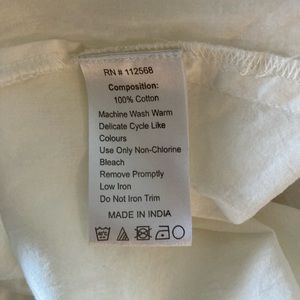 RN # 112568
Composition:
100% Cotton
Machine Wash Warm
Delicate Cycle Like
Colours
Use Only Non-Chlorine
Bleach
Remove Promptly
Low Iron
Do Not Iron Trim
MADE IN INDIA